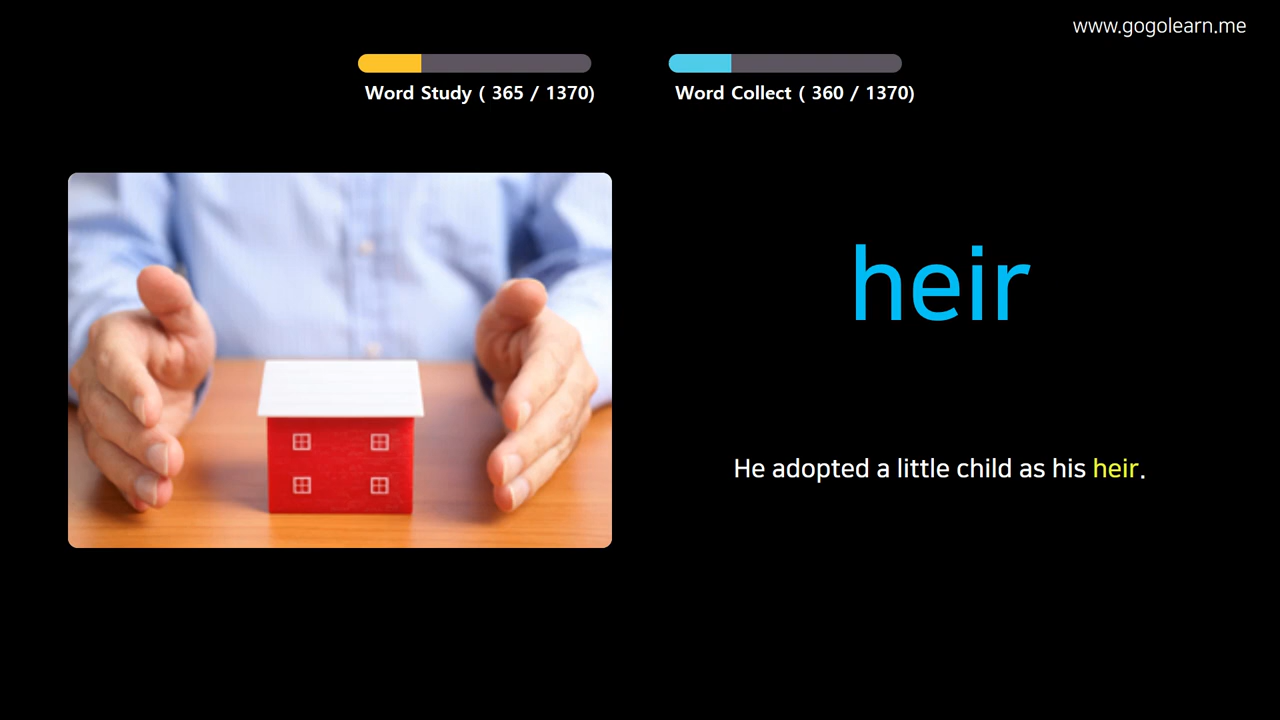 www.gogolearn.me
Word Study ( 365 / 1370)
Word Collect ( 360 / 1370)
heir
He adopted a little child as his heir.